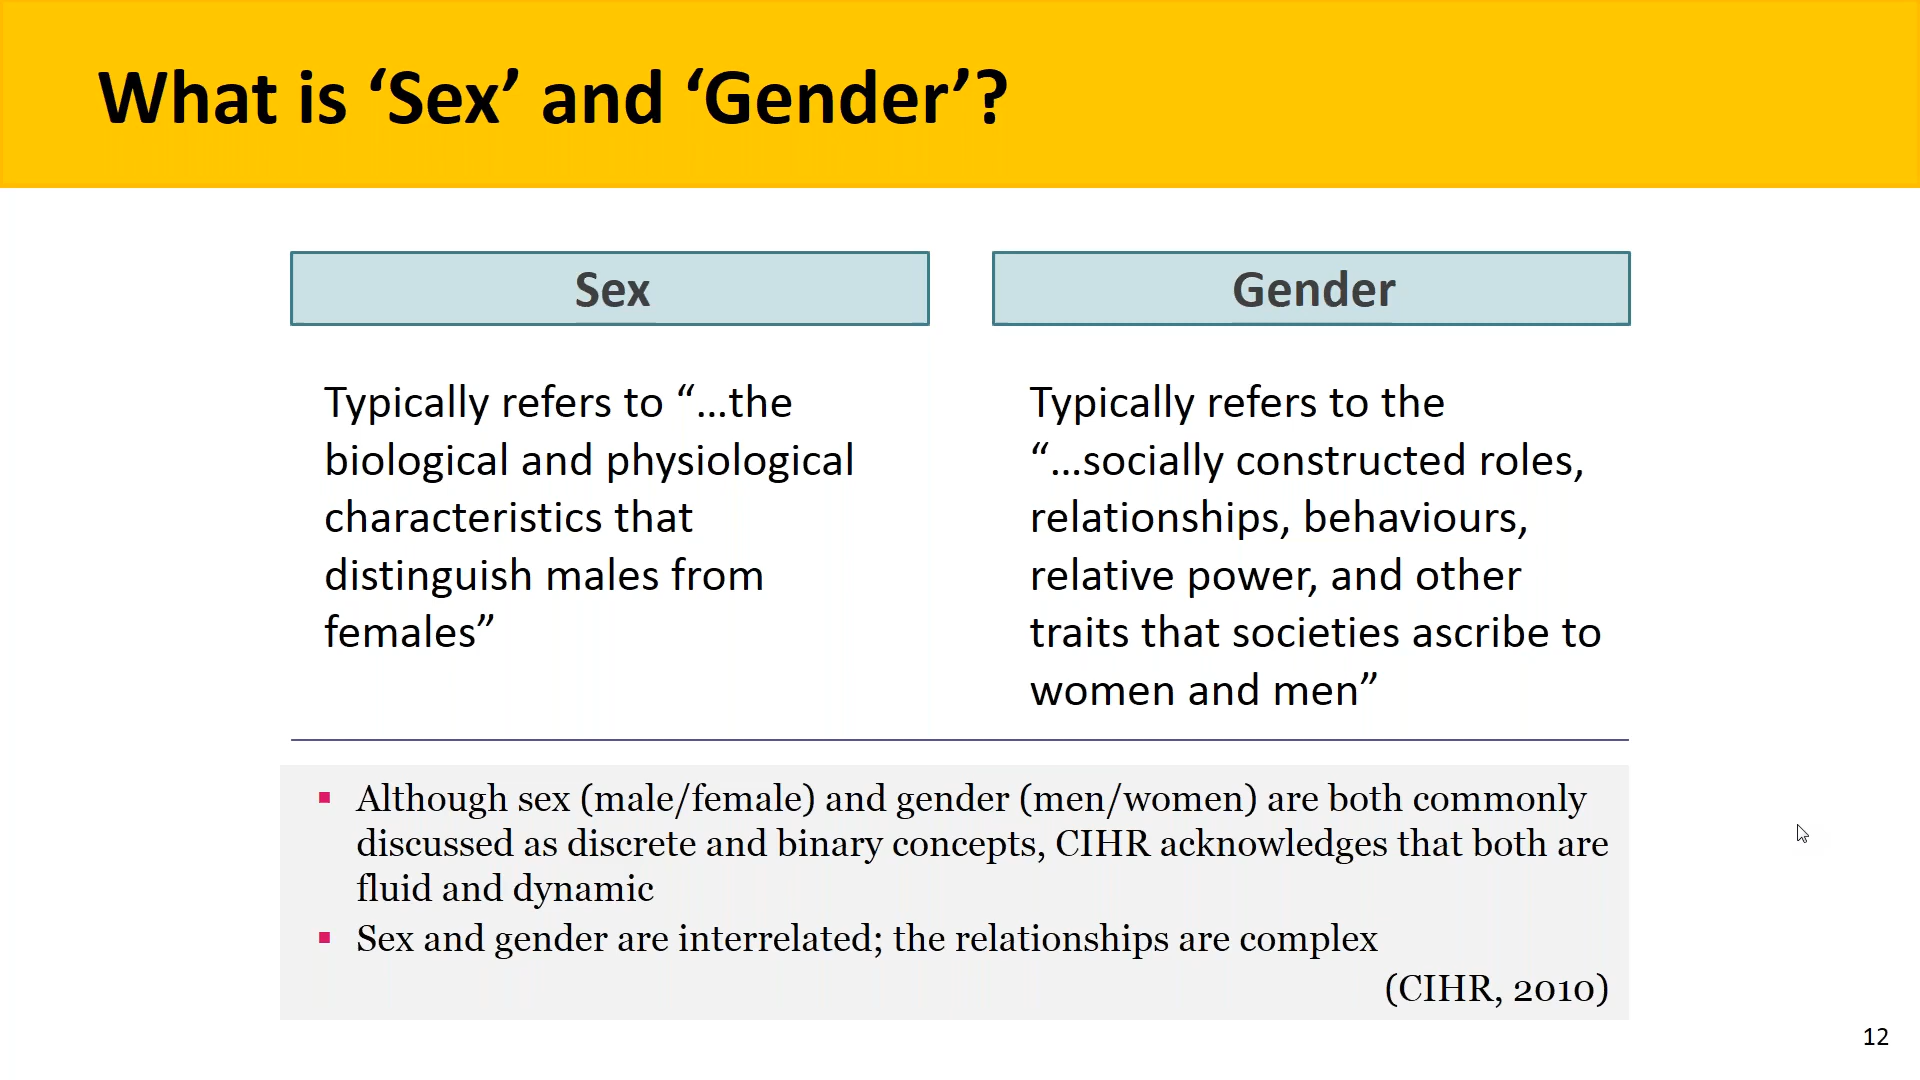 What is ‘Sex’ and ‘Gender’?
Sex
Typically refers to “…the
biological and physiological
characteristics that
distinguish males from
females”
Gender
Typically refers to the
“…socially constructed roles,
relationships, behaviours,
relative power, and other
traits that societies ascribe to
women and men”
▪ Although sex (male/female) and gender (men/women) are both commonly
discussed as discrete and binary concepts, CIHR acknowledges that both are
fluid and dynamic
▪ Sex and gender are interrelated; the relationships are complex
(CIHR, 2010)
12